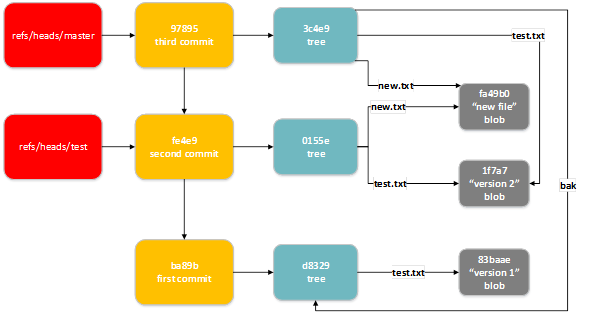 refs/heads/master
97895
third commit
3c4e9
tree
test.txt
new.txt
fa49b0
“new file”
blob
new.txt
refs/heads/test
fe4e9
second commit
0155e
tree
test.txt
1f7a7
“version 2”
blob
bak
ba89b
first commit
d8329
tree
test.txt
83baae
“version 1”
blob